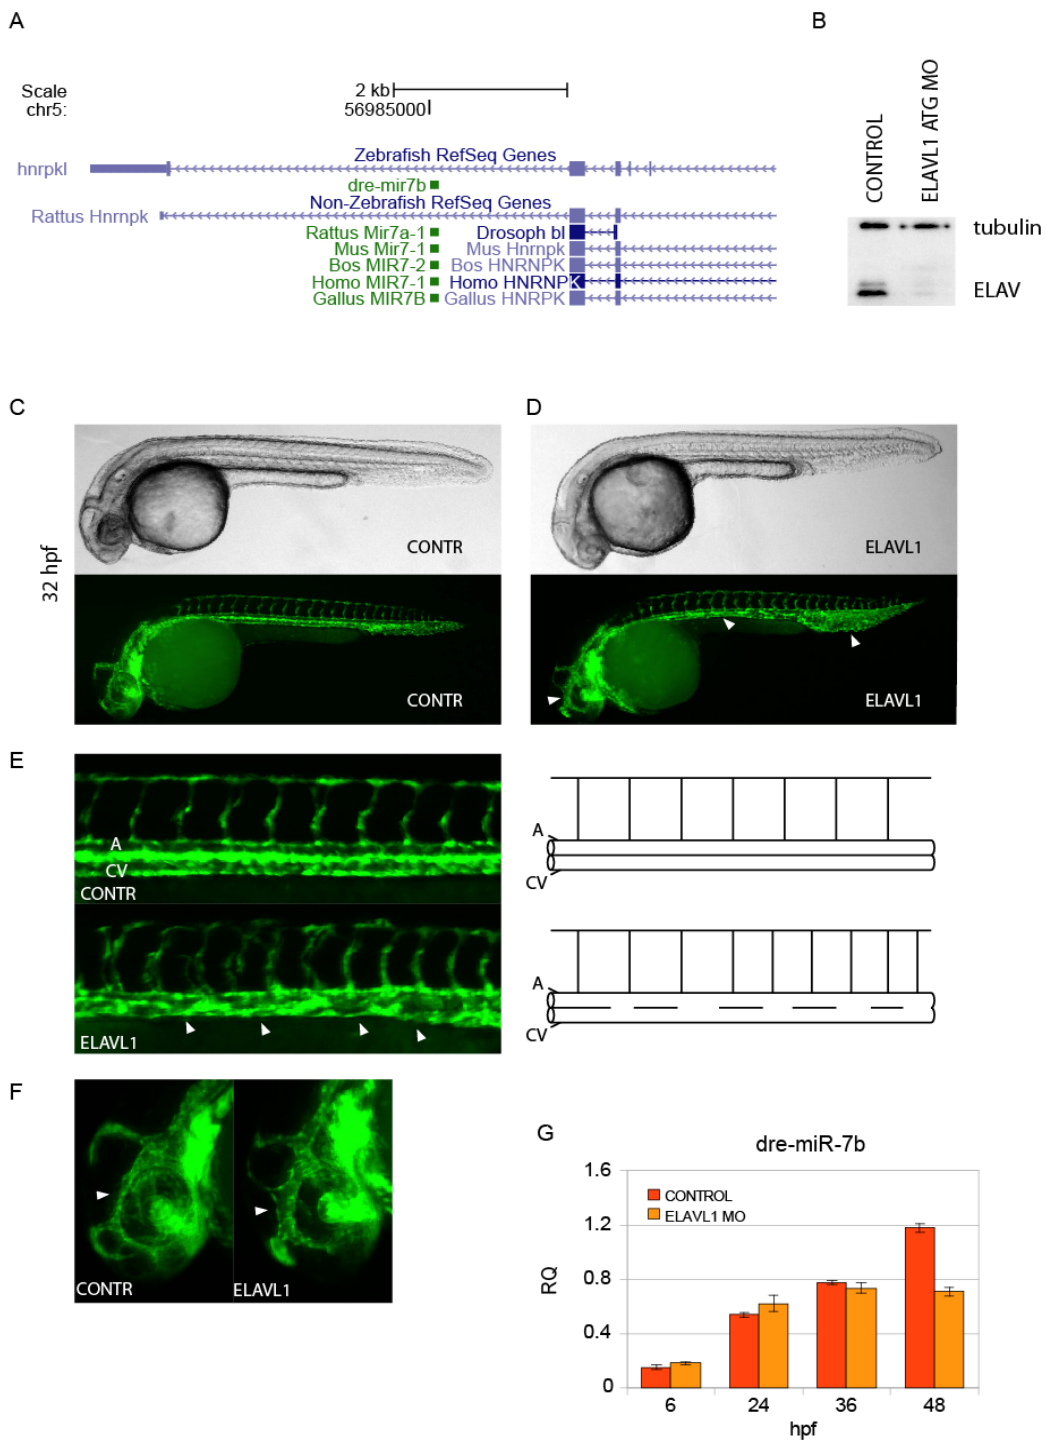 A
Scale
chr5:
2 kb
56985000
Zebrafish RefSeq Genes
hnrpkl
dre-mir7b
Non-Zebrafish RefSeq Genes
Rattus Hnrnpk
Rattus Mir7a-1 Drosoph bl
Mus Mir7-1 Mus Hnrnpk
Bos MIR7-2 Bos HNRNPK
Homo MIR7-1 Homo HNRNPK
Gallus MIR7B Gallus HNRPK
B
CONTROL
ELAVL1 ATG MO
tubulin
ELAV
C
D
32 hpf
CONTR
ELAVL1
CONTR
ELAVL1
E
A
CV
CONTR
ELAVL1
A
CV
A
CV
F
CONTR
ELAVL1
G
dre-miR-7b
CONTROL
ELAVL1 MO
RQ
1.6
1.2
0.8
0.4
0
6 24 36 48
hpf